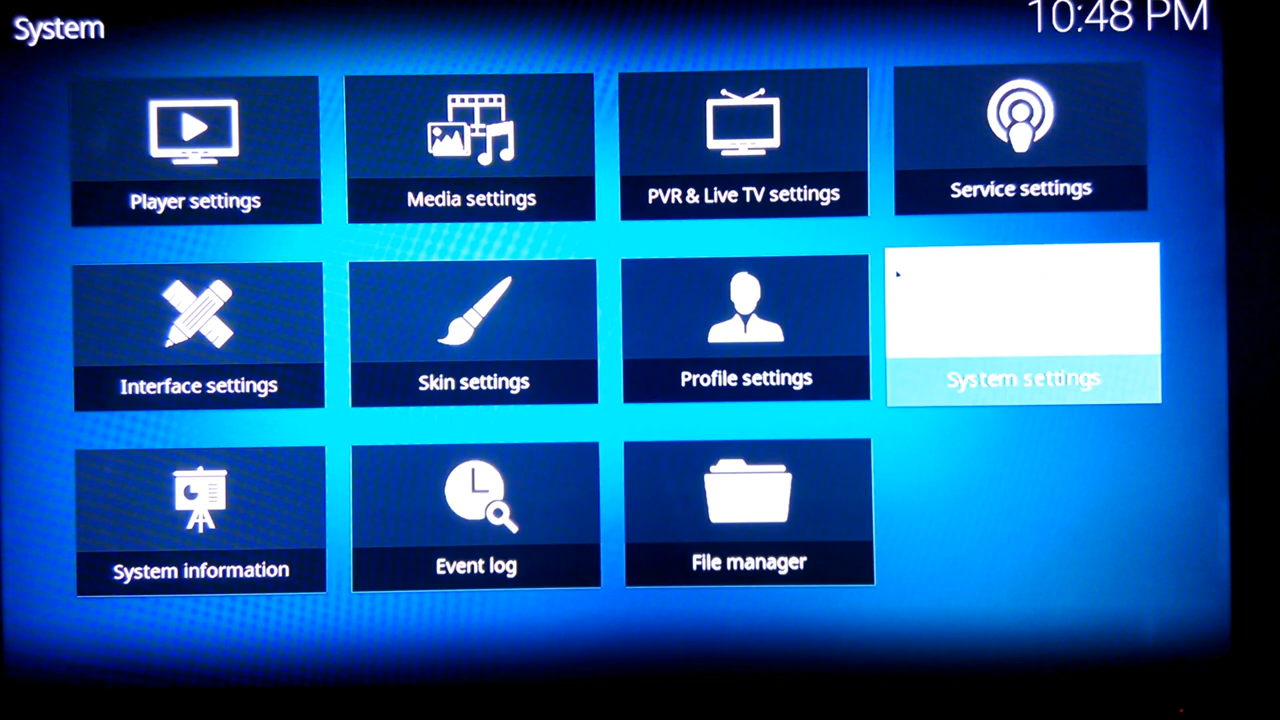 System
10:48 PM
Player settings
Media settings
PVR & Live TV settings
Service settings
Interface settings
Skin settings
Profile settings
System settings
System information
Event log
File manager